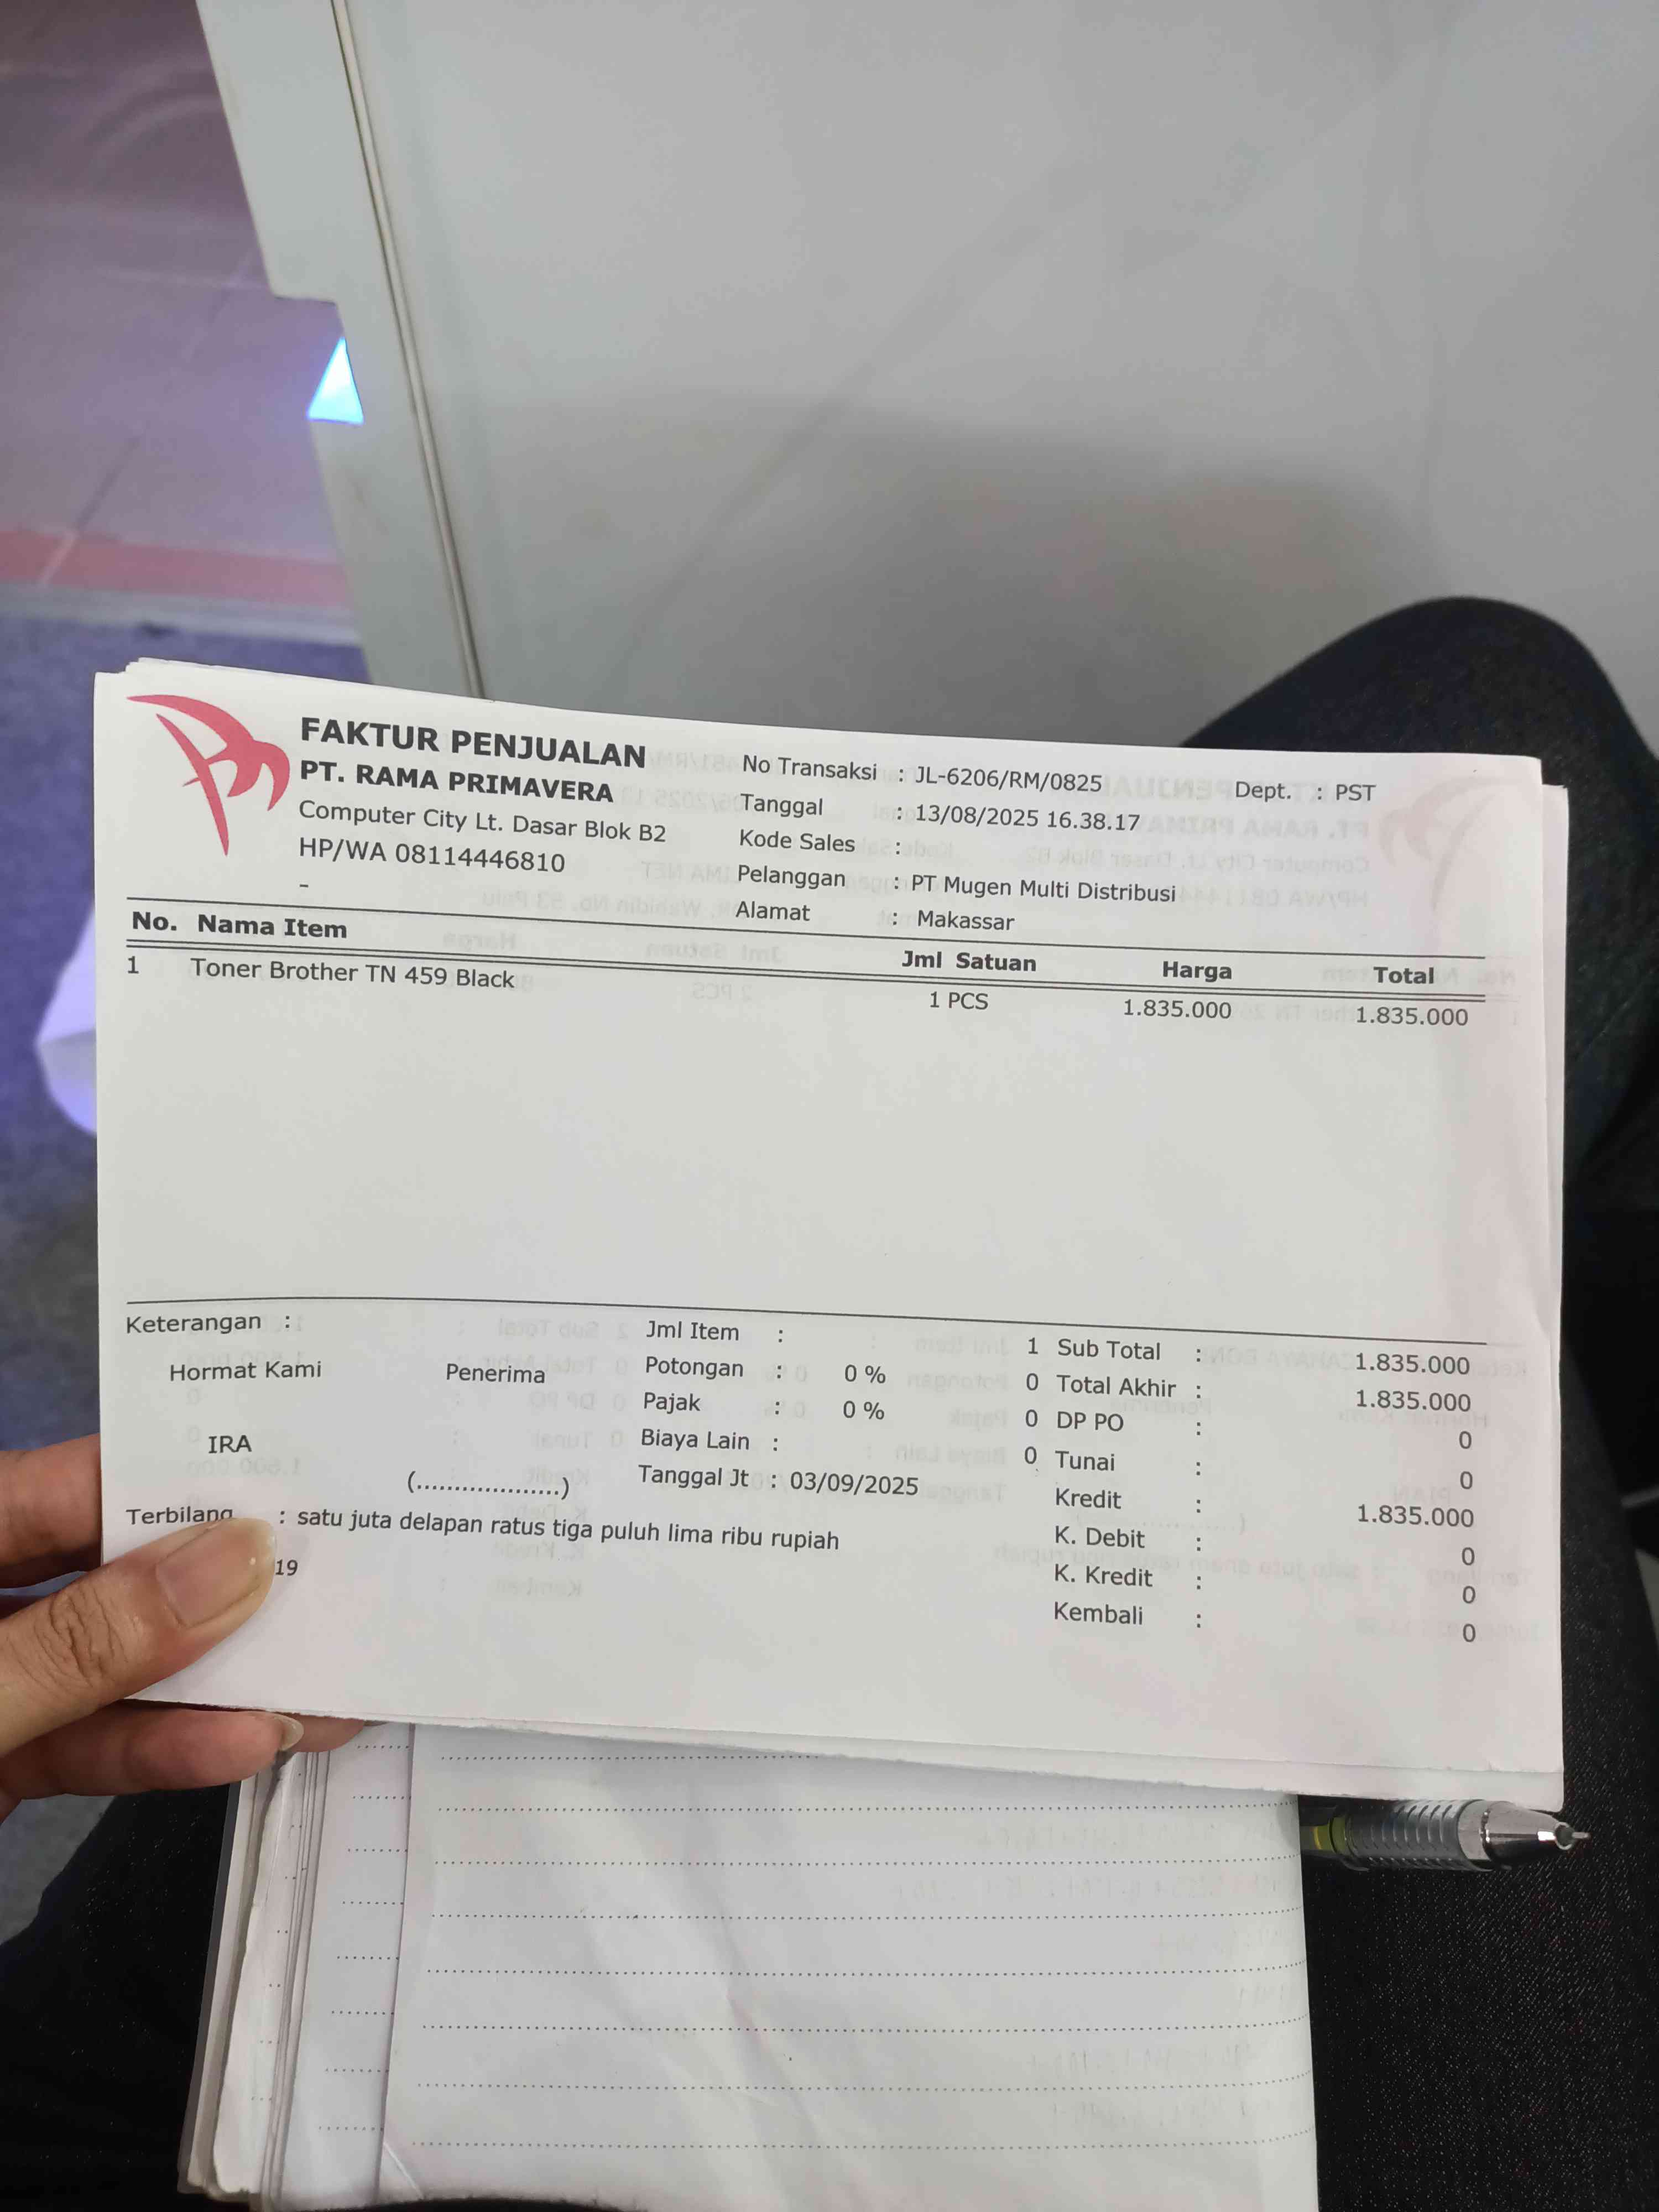 FAKTUR PENJUALAN
PT. RAMA PRIMAVERA
Computer City Lt. Dasar Blok B2
HP/WA 08114446810
-
No Transaksi : JL-6206/RM/0825
Dept. : PST
Tanggal : 13/08/2025 16.38.17
Kode Sales :
Pelanggan : PT Mugen Multi Distribusi
Alamat : Makassar
No. Nama Item Jml Satuan Harga Total
1 Toner Brother TN 459 Black 1 PCS 1.835.000 1.835.000
Keterangan :
Hormat Kami Penerima
IRA
(...................)
Jml Item : 1
Potongan : 0 % 0
Pajak : 0 % 0
Biaya Lain : 0
Tanggal Jt : 03/09/2025
Sub Total : 1.835.000
Total Akhir : 1.835.000
DP PO : 0
Tunai : 0
Kredit : 1.835.000
K. Debit : 0
K. Kredit : 0
Kembali : 0
Terbilang : satu juta delapan ratus tiga puluh lima ribu rupiah
19